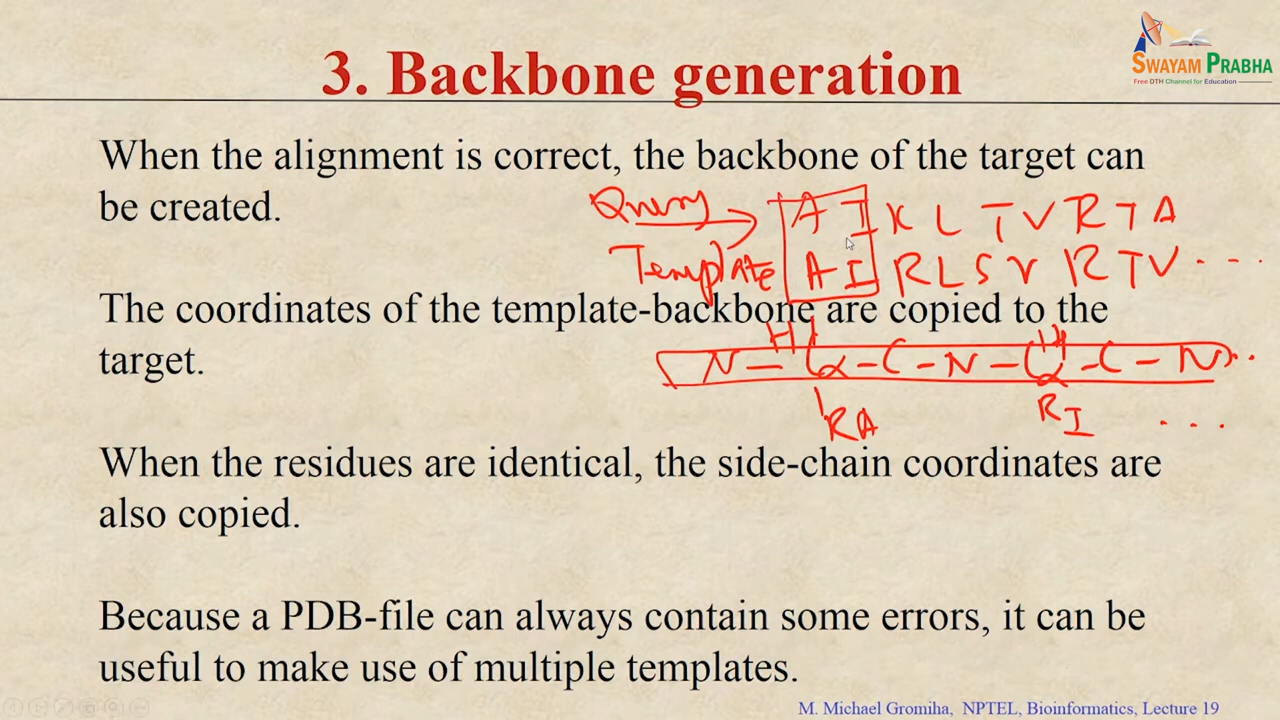 3. Backbone generation
SWAYAM PRABHA
Free DTH Channel for Education
When the alignment is correct, the backbone of the target can
be created.
Query → A I K L T V R T A
Template A I R L S V R T V ....
The coordinates of the template-backbone are copied to the
target.
H H
N - Cα - C - N - Cα - C - N ..
R A R I ...
When the residues are identical, the side-chain coordinates are
also copied.
Because a PDB-file can always contain some errors, it can be
useful to make use of multiple templates.
M. Michael Gromiha, NPTEL, Bioinformatics, Lecture 19